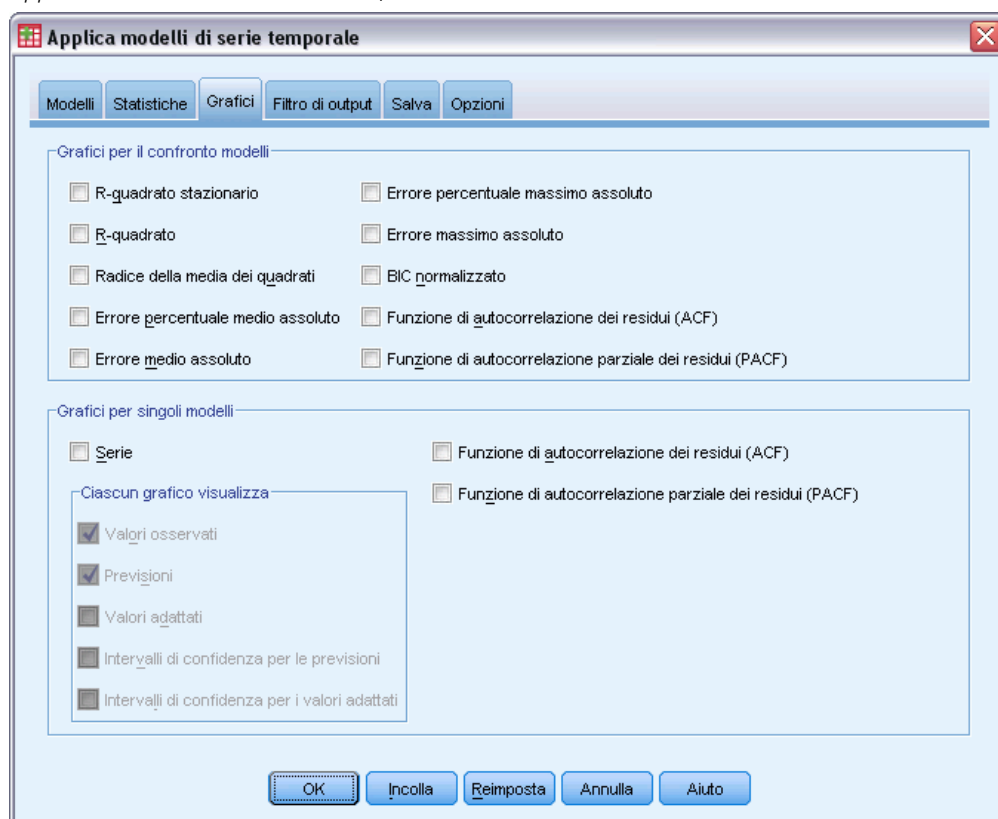 Applica modelli di serie temporale
Modelli Statistiche Grafici Filtro di output Salva Opzioni
Grafici per il confronto modelli
R-quadrato stazionario Errore percentuale massimo assoluto
R-quadrato Errore massimo assoluto
Radice della media dei quadrati BIC normalizzato
Errore percentuale medio assoluto Funzione di autocorrelazione dei residui (ACF)
Errore medio assoluto Funzione di autocorrelazione parziale dei residui (PACF)
Grafici per singoli modelli
Serie Funzione di autocorrelazione dei residui (ACF)
Ciascun grafico visualizza Funzione di autocorrelazione parziale dei residui (PACF)
Valori osservati
Previsioni
Valori adattati
Intervalli di confidenza per le previsioni
Intervalli di confidenza per i valori adattati
OK Incolla Reimposta Annulla Aiuto